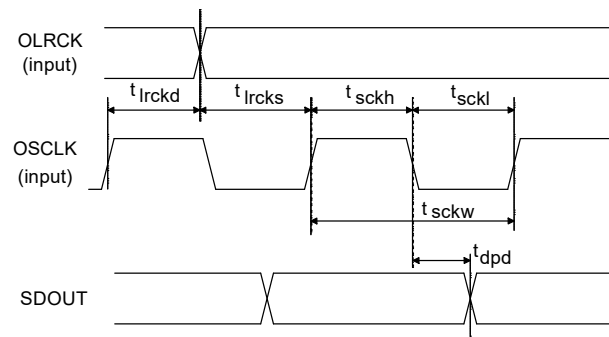 OLRCK
(input)
t lrckd
t lrcks
t sckh
t sckl
OSCLK
(input)
t sckw
t dpd
SDOUT